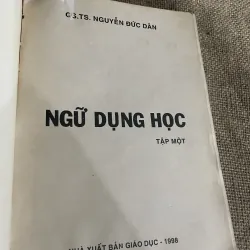 GS.TS. NGUYỄN ĐỨC DÂN
NGỮ DỤNG HỌC
TẬP MỘT
NHÀ XUẤT BẢN GIÁO DỤC - 1998